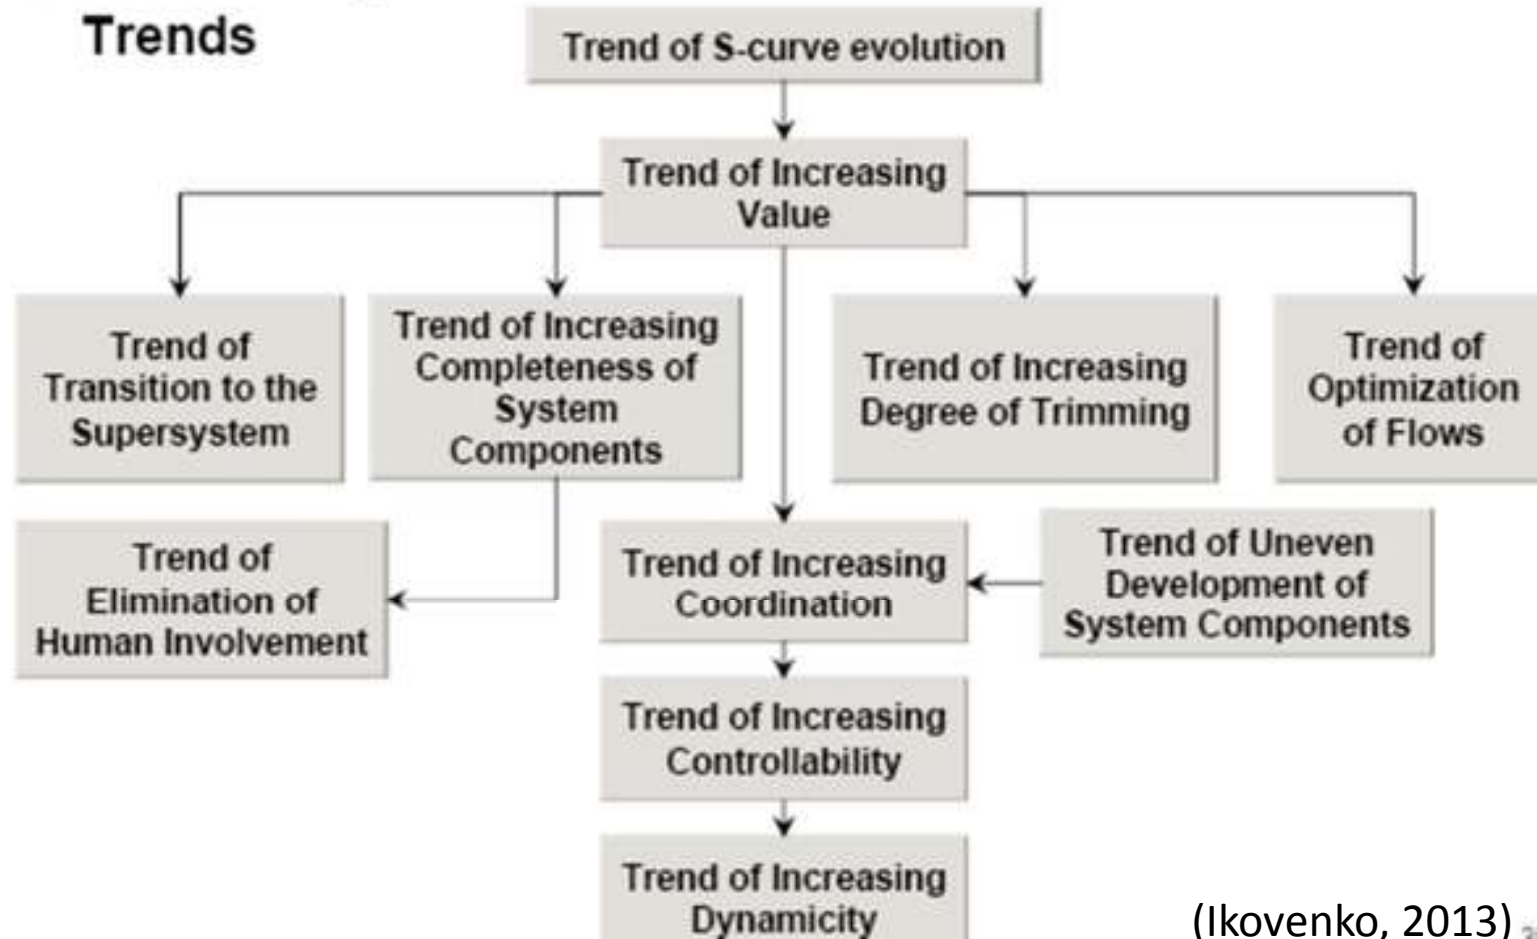 Trends
Trend of S-curve evolution
Trend of Increasing
Value
Trend of
Transition to the
Supersystem
Trend of Increasing
Completeness of
System
Components
Trend of Increasing
Degree of Trimming
Trend of
Optimization
of Flows
Trend of
Elimination of
Human Involvement
Trend of Increasing
Coordination
Trend of Uneven
Development of
System Components
Trend of Increasing
Controllability
Trend of Increasing
Dynamicity
(Ikovenko, 2013)